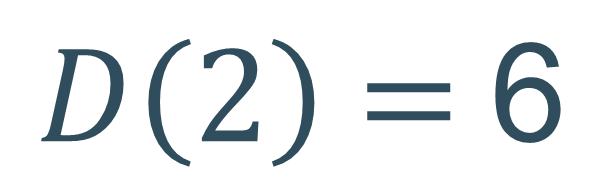 D(2) = 6